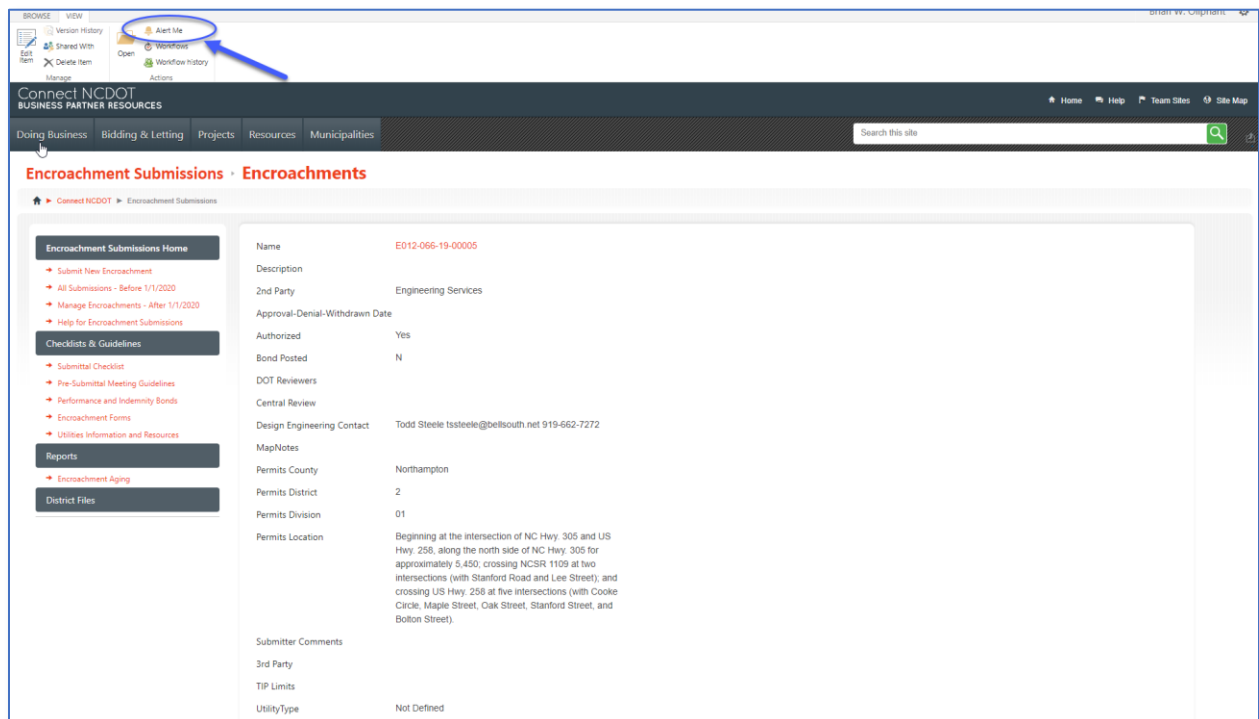 BROWSE VIEW
Brian W. Oliphant
Version History
Shared With
Delete Item
Edit
Item
Manage
Open
Alert Me
Workflows
Workflow history
Actions
Connect NCDOT
BUSINESS PARTNER RESOURCES
Home Help Team Sites Site Map
Doing Business Bidding & Letting Projects Resources Municipalities
Search this site
Encroachment Submissions Encroachments
Connect NCDOT Encroachment Submissions
Encroachment Submissions Home
Submit New Encroachment
All Submissions - Before 1/1/2020
Manage Encroachments - After 1/1/2020
Help for Encroachment Submissions
Checklists & Guidelines
Submittal Checklist
Pre-Submittal Meeting Guidelines
Performance and Indemnity Bonds
Encroachment Forms
Utilities Information and Resources
Reports
Encroachment Aging
District Files
Name E012-066-19-00005
Description
2nd Party Engineering Services
Approval-Denial-Withdrawn Date
Authorized Yes
Bond Posted N
DOT Reviewers
Central Review
Design Engineering Contact Todd Steele tssteele@bellsouth.net 919-662-7272
MapNotes
Permits County Northampton
Permits District 2
Permits Division 01
Permits Location Beginning at the intersection of NC Hwy. 305 and US
Hwy. 258, along the north side of NC Hwy. 305 for
approximately 5,450; crossing NCSR 1109 at two
intersections (with Stanford Road and Lee Street); and
crossing US Hwy. 258 at five intersections (with Cooke
Circle, Maple Street, Oak Street, Stanford Street, and
Bolton Street).
Submitter Comments
3rd Party
TIP Limits
UtilityType Not Defined